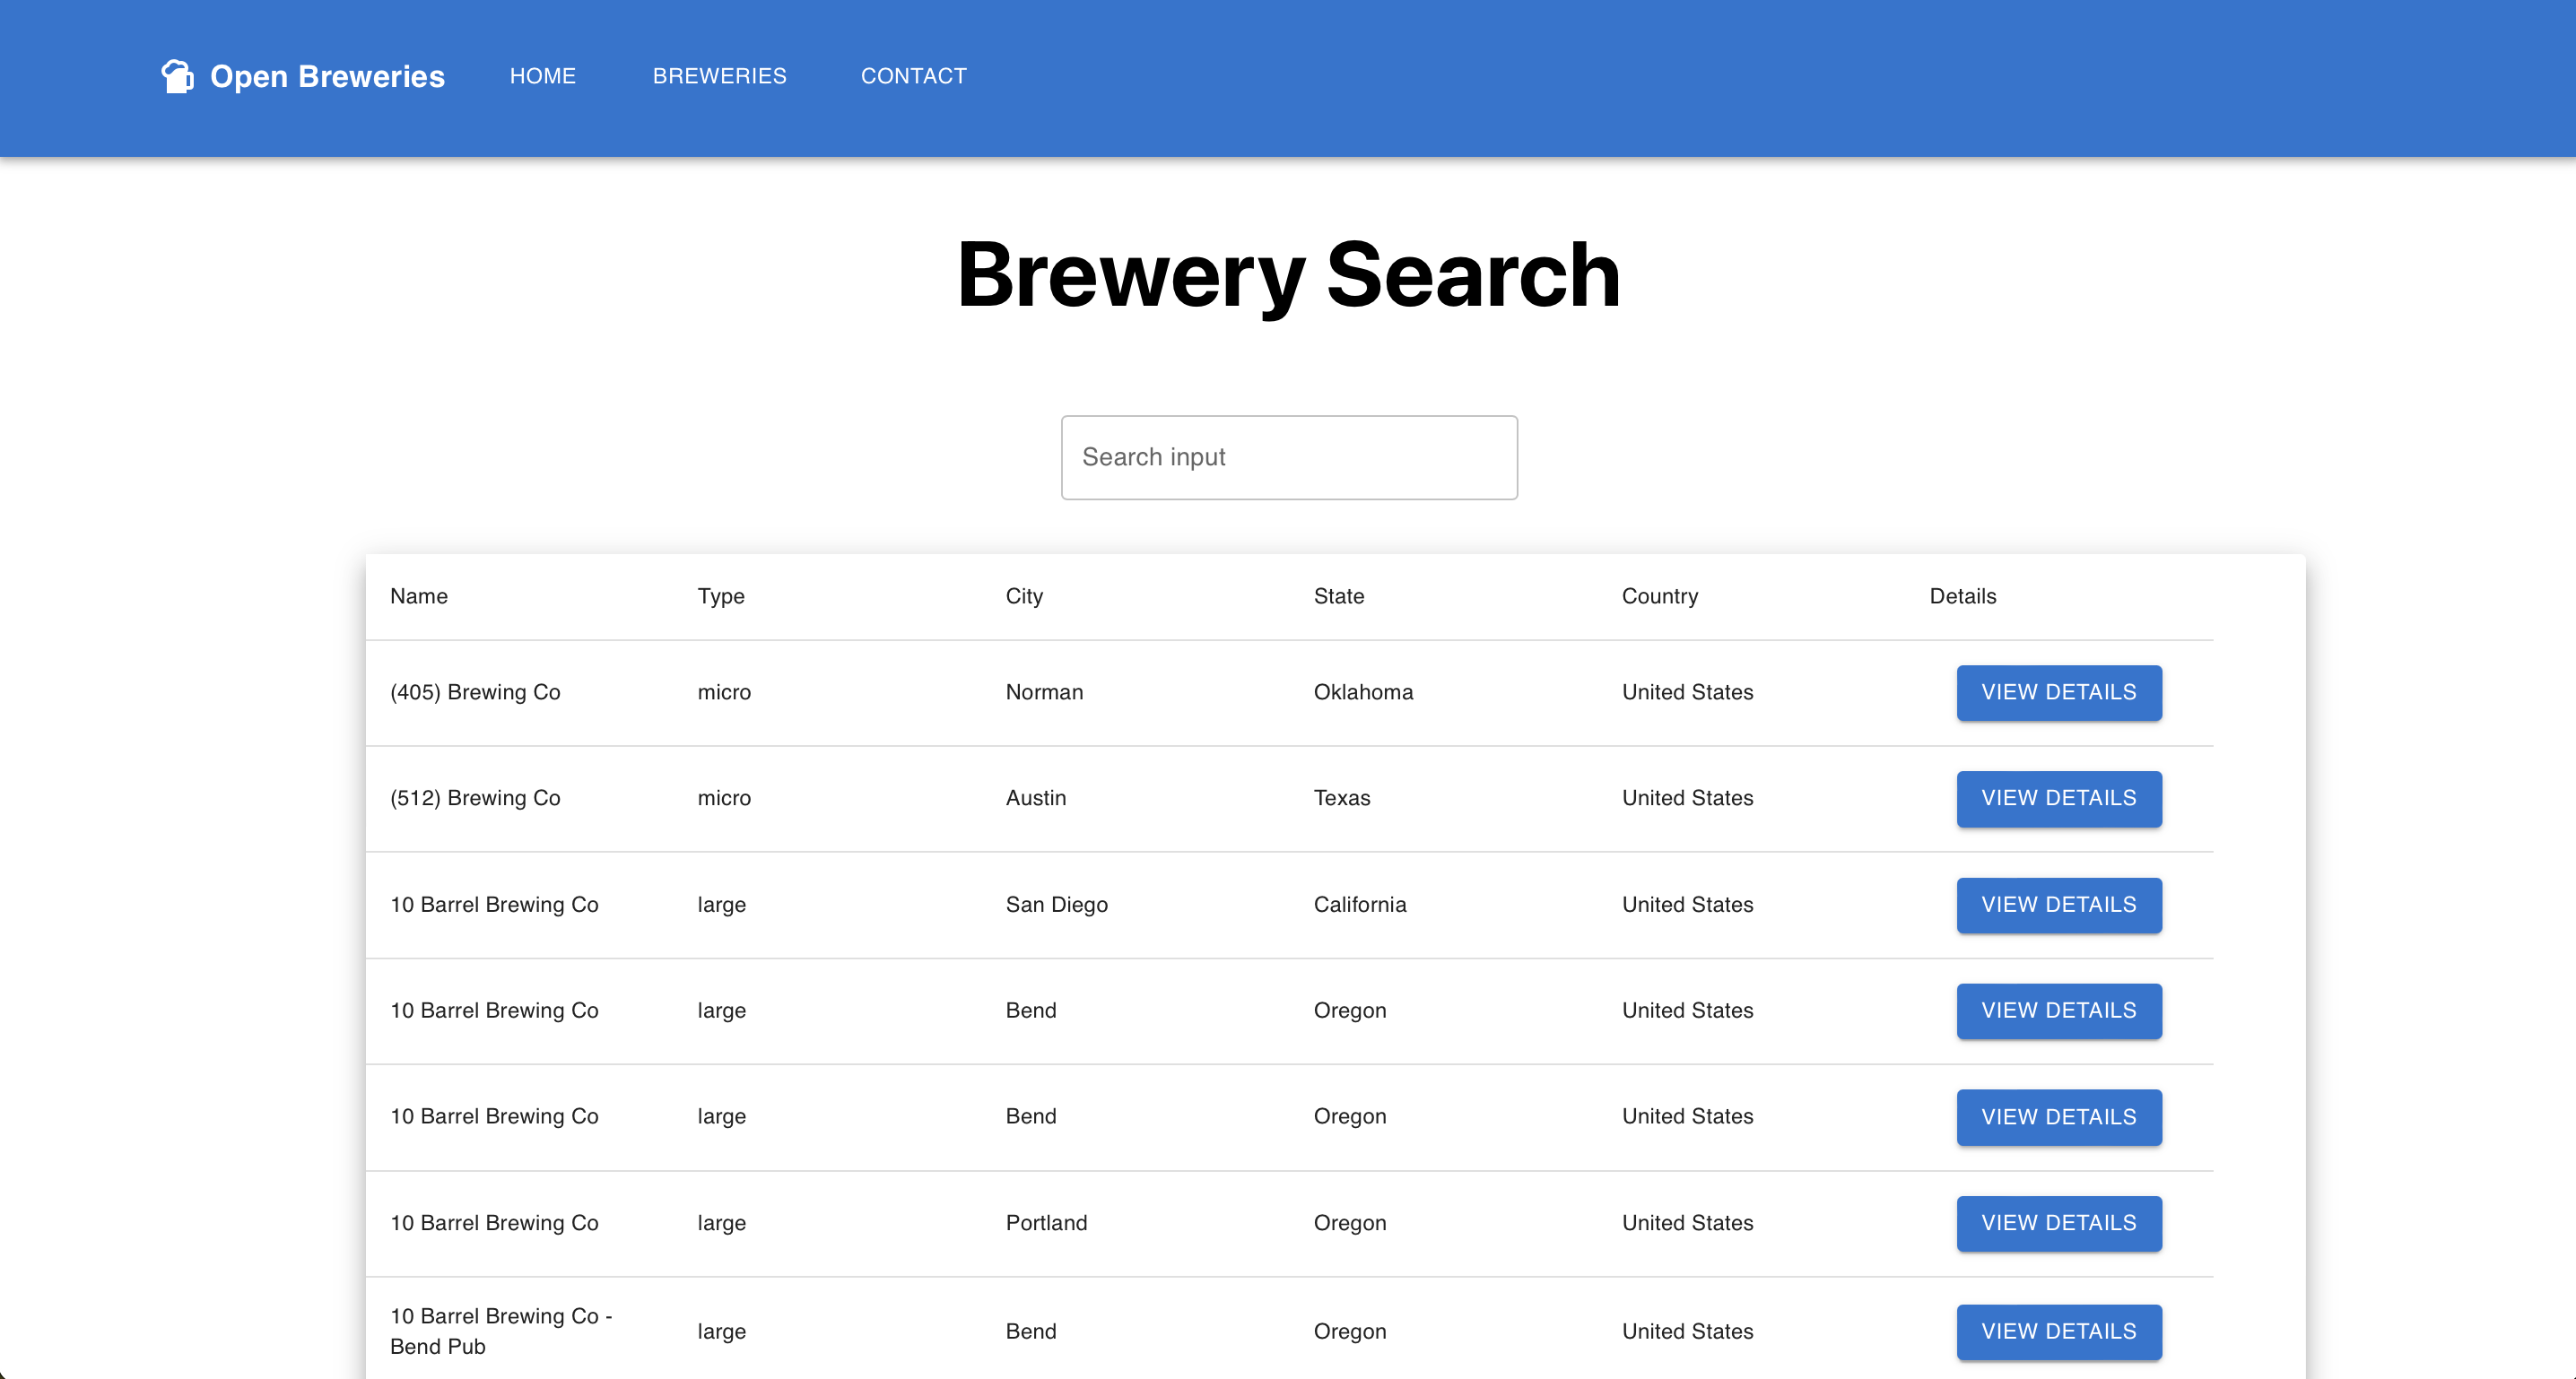 Open Breweries HOME BREWERIES CONTACT
Brewery Search
Search input
Name Type City State Country Details
(405) Brewing Co micro Norman Oklahoma United States VIEW DETAILS
(512) Brewing Co micro Austin Texas United States VIEW DETAILS
10 Barrel Brewing Co large San Diego California United States VIEW DETAILS
10 Barrel Brewing Co large Bend Oregon United States VIEW DETAILS
10 Barrel Brewing Co large Bend Oregon United States VIEW DETAILS
10 Barrel Brewing Co large Portland Oregon United States VIEW DETAILS
10 Barrel Brewing Co -
Bend Pub large Bend Oregon United States VIEW DETAILS